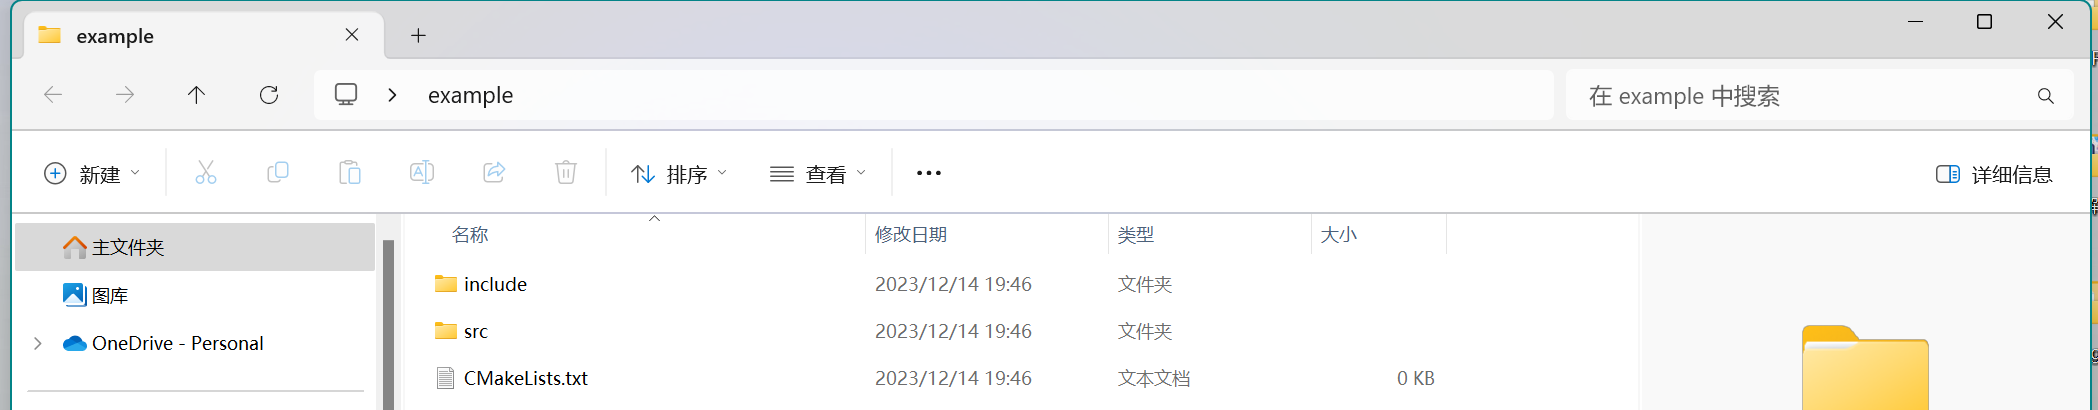 example
example
在 example 中搜索
新建
排序
查看
详细信息
主文件夹
图库
OneDrive - Personal
名称 修改日期 类型 大小
include 2023/12/14 19:46 文件夹
src 2023/12/14 19:46 文件夹
CMakeLists.txt 2023/12/14 19:46 文本文档 0 KB